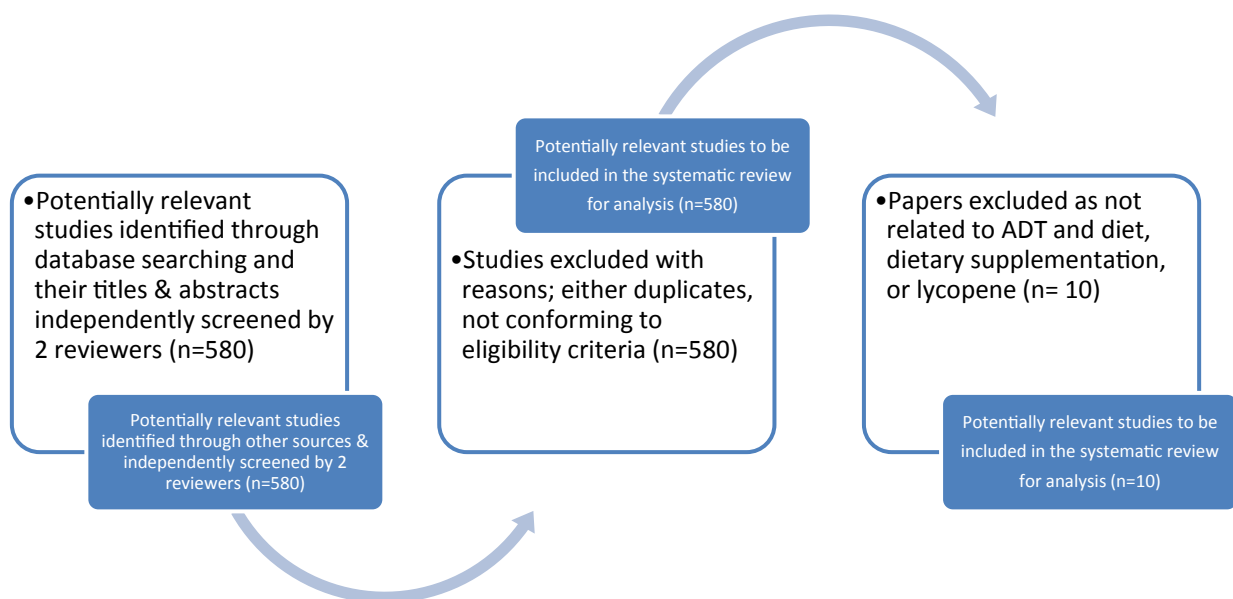 •Potentially relevant
studies identified through
database searching and
their titles & abstracts
independently screened by
2 reviewers (n=580)
Potentially relevant studies
identified through other sources &
independently screened by 2
reviewers (n=580)
Potentially relevant studies to be
included in the systematic review
for analysis (n=580)
•Studies excluded with
reasons; either duplicates,
not conforming to
eligibility criteria (n=580)
•Papers excluded as not
related to ADT and diet,
dietary supplementation,
or lycopene (n= 10)
Potentially relevant studies to be
included in the systematic review
for analysis (n=10)